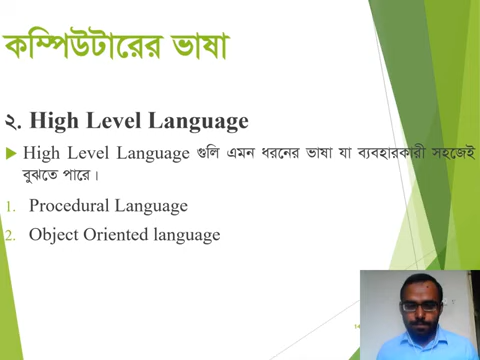 কম্পিউটারের ভাষা
২. High Level Language
High Level Language গুলি এমন ধরনের ভাষা যা ব্যবহারকারী সহজেই
বুঝতে পারে।
1. Procedural Language
2. Object Oriented language
14